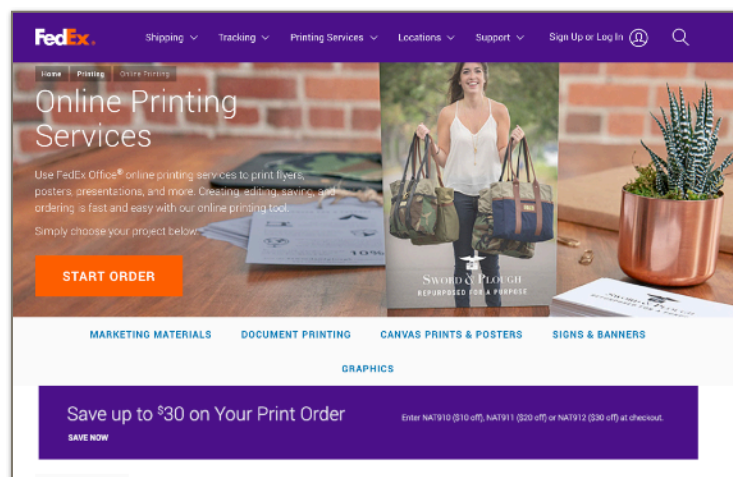 FedEx.
Shipping Tracking Printing Services Locations Support Sign Up or Log In
Home Printing Online Printing
Online Printing
Services
Use FedEx Office® online printing services to print flyers,
posters, presentations, and more. Creating, editing, saving, and
ordering is fast and easy with our online printing tool.
Simply choose your project below.
10%
START ORDER
SWORD & PLOUGH
REPURPOSED FOR A PURPOSE
MARKETING MATERIALS DOCUMENT PRINTING CANVAS PRINTS & POSTERS SIGNS & BANNERS
GRAPHICS
Save up to $30 on Your Print Order
Enter NAT910 ($10 off), NAT911 ($20 off) or NAT912 ($30 off) at checkout.
SAVE NOW